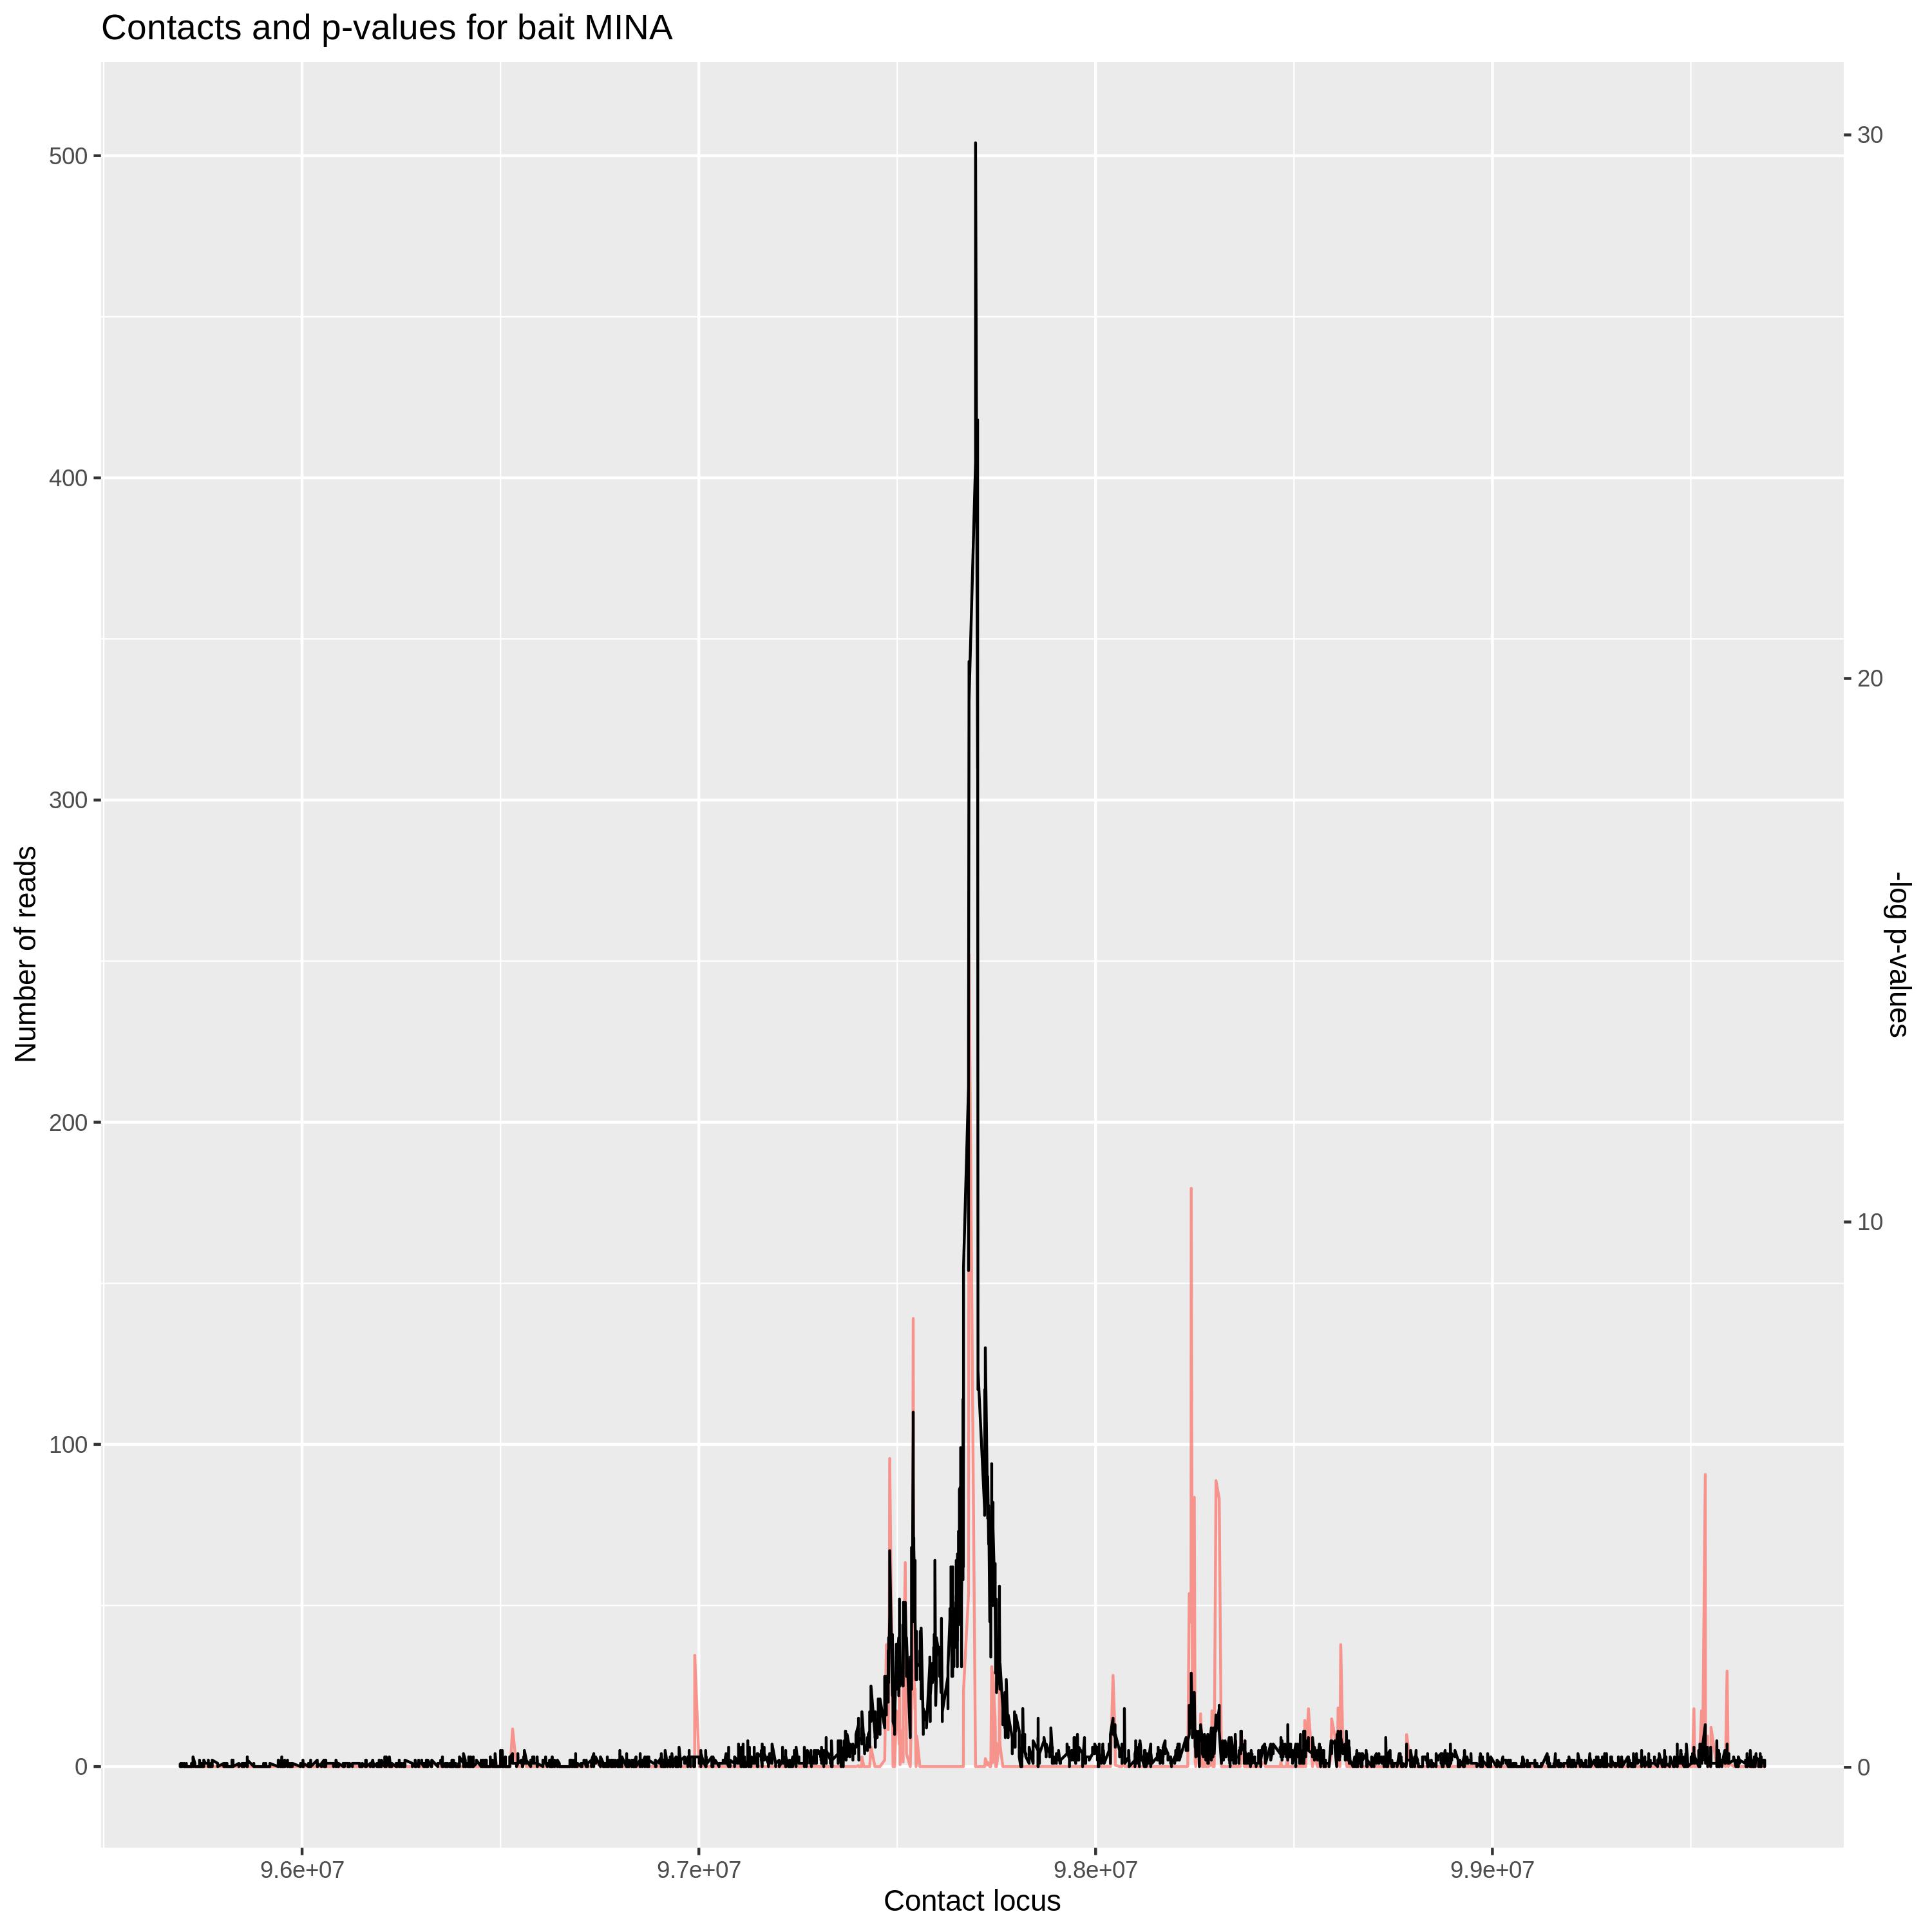 Contacts and p-values for bait MINA
500
400
300
200
100
0
Number of reads
30
20
10
0
-log p-values
9.6e+07
9.7e+07
9.8e+07
9.9e+07
Contact locus